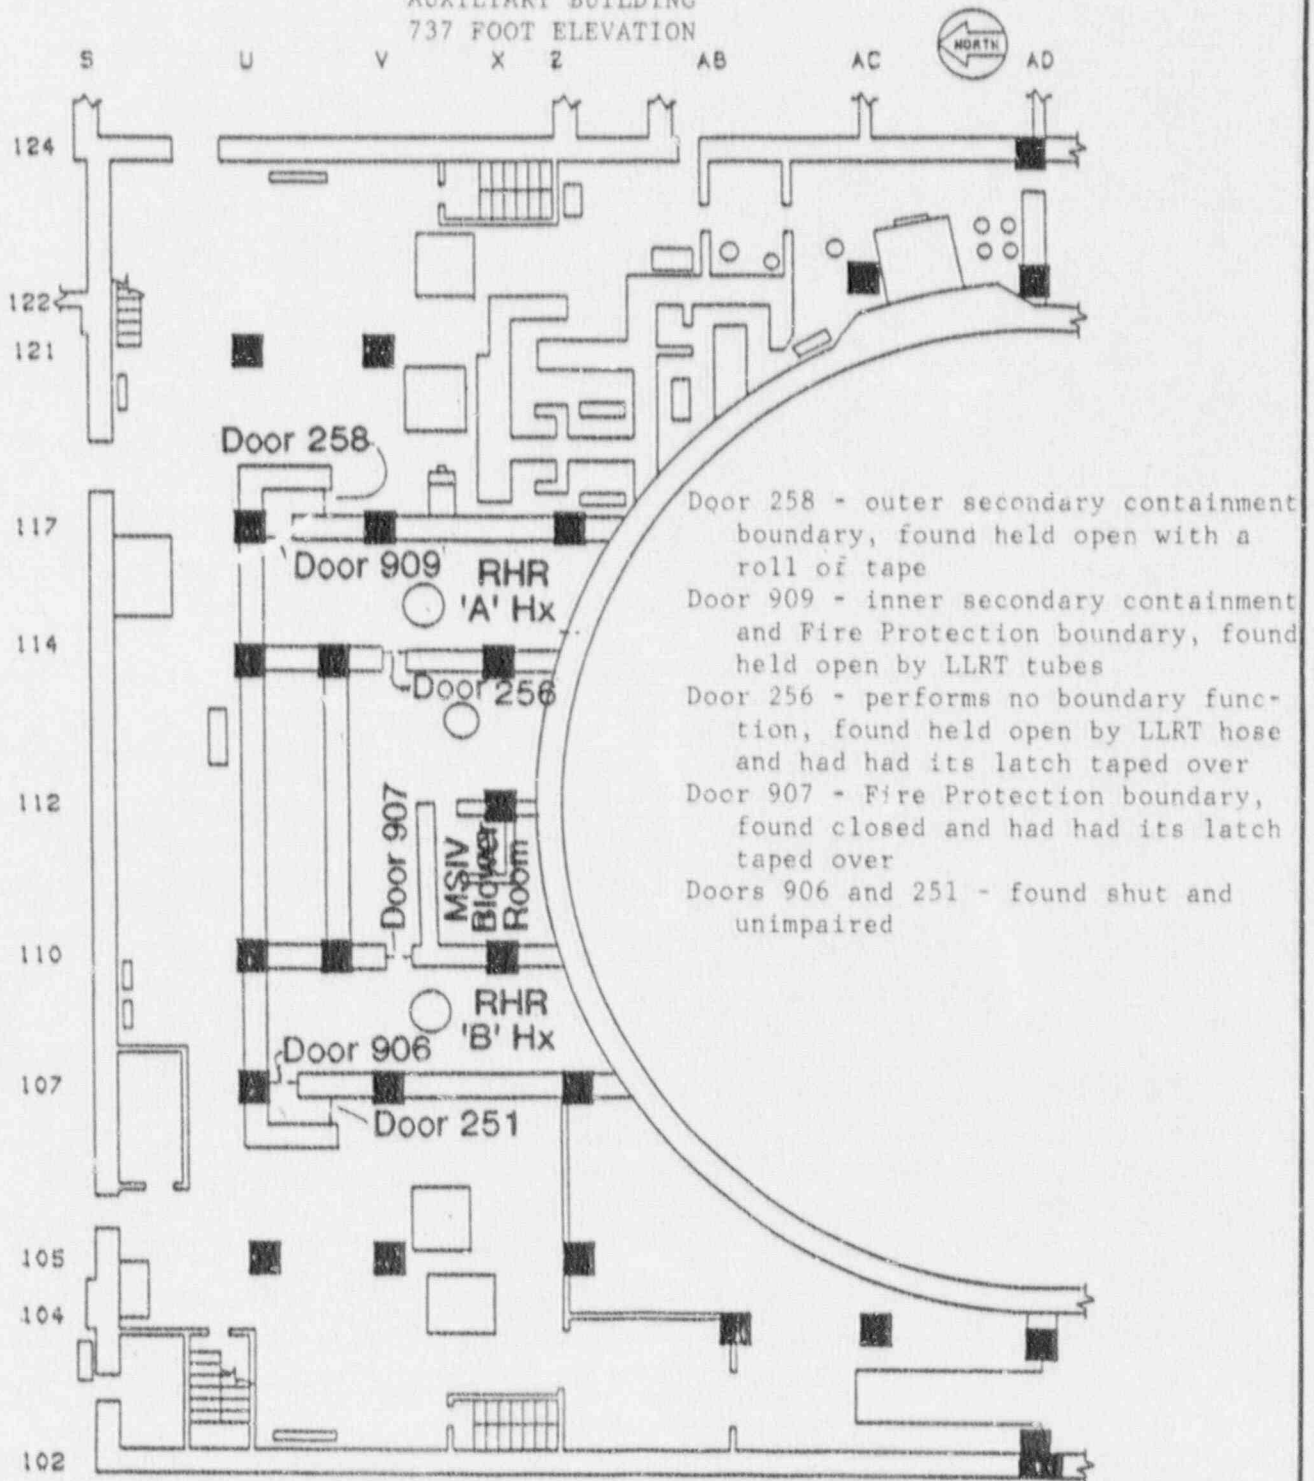 AUXILIARY BUILDING
737 FOOT ELEVATION
NORTH
S U V X Z AB AC AD
124
122
121
Door 258
117
Door 909
RHR
'A' Hx
114
Door 256
112
Door 907
MSIV
Blower
Room
110
RHR
'B' Hx
Door 906
107
Door 251
105
104
102
Door 258 - outer secondary containment
boundary, found held open with a
roll of tape
Door 909 - inner secondary containment
and Fire Protection boundary, found
held open by LLRT tubes
Door 256 - performs no boundary func-
tion, found held open by LLRT hose
and had had its latch taped over
Door 907 - Fire Protection boundary,
found closed and had had its latch
taped over
Doors 906 and 251 - found shut and
unimpaired